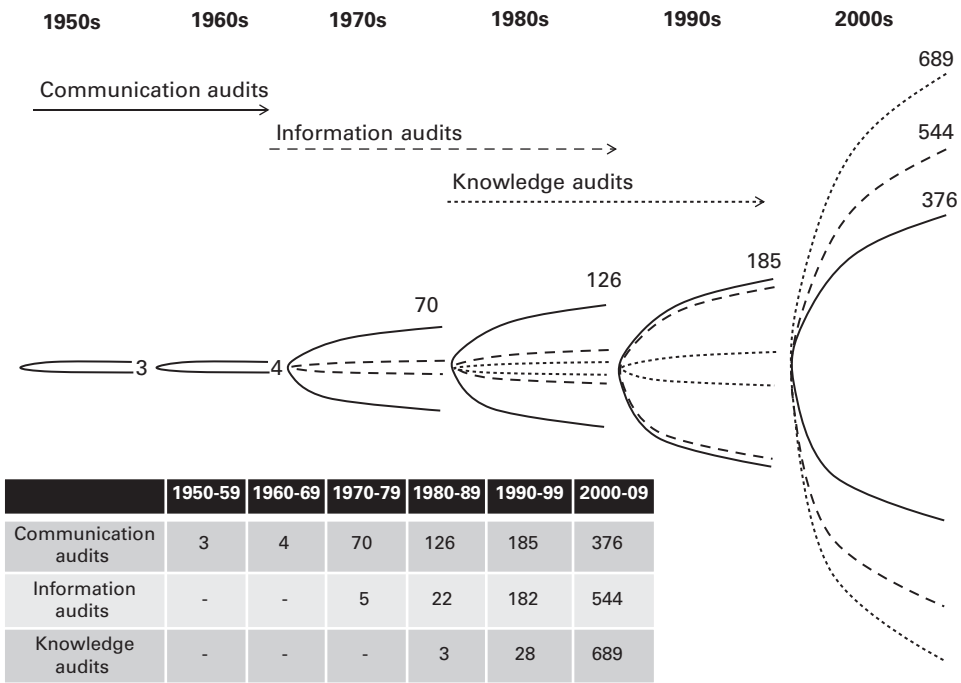 1950s 1960s 1970s 1980s 1990s 2000s
689
Communication audits
544
Information audits
Knowledge audits
376
185
126
70
3 4
1950-59 1960-69 1970-79 1980-89 1990-99 2000-09
Communication
audits 3 4 70 126 185 376
Information
audits - - 5 22 182 544
Knowledge
audits - - - 3 28 689